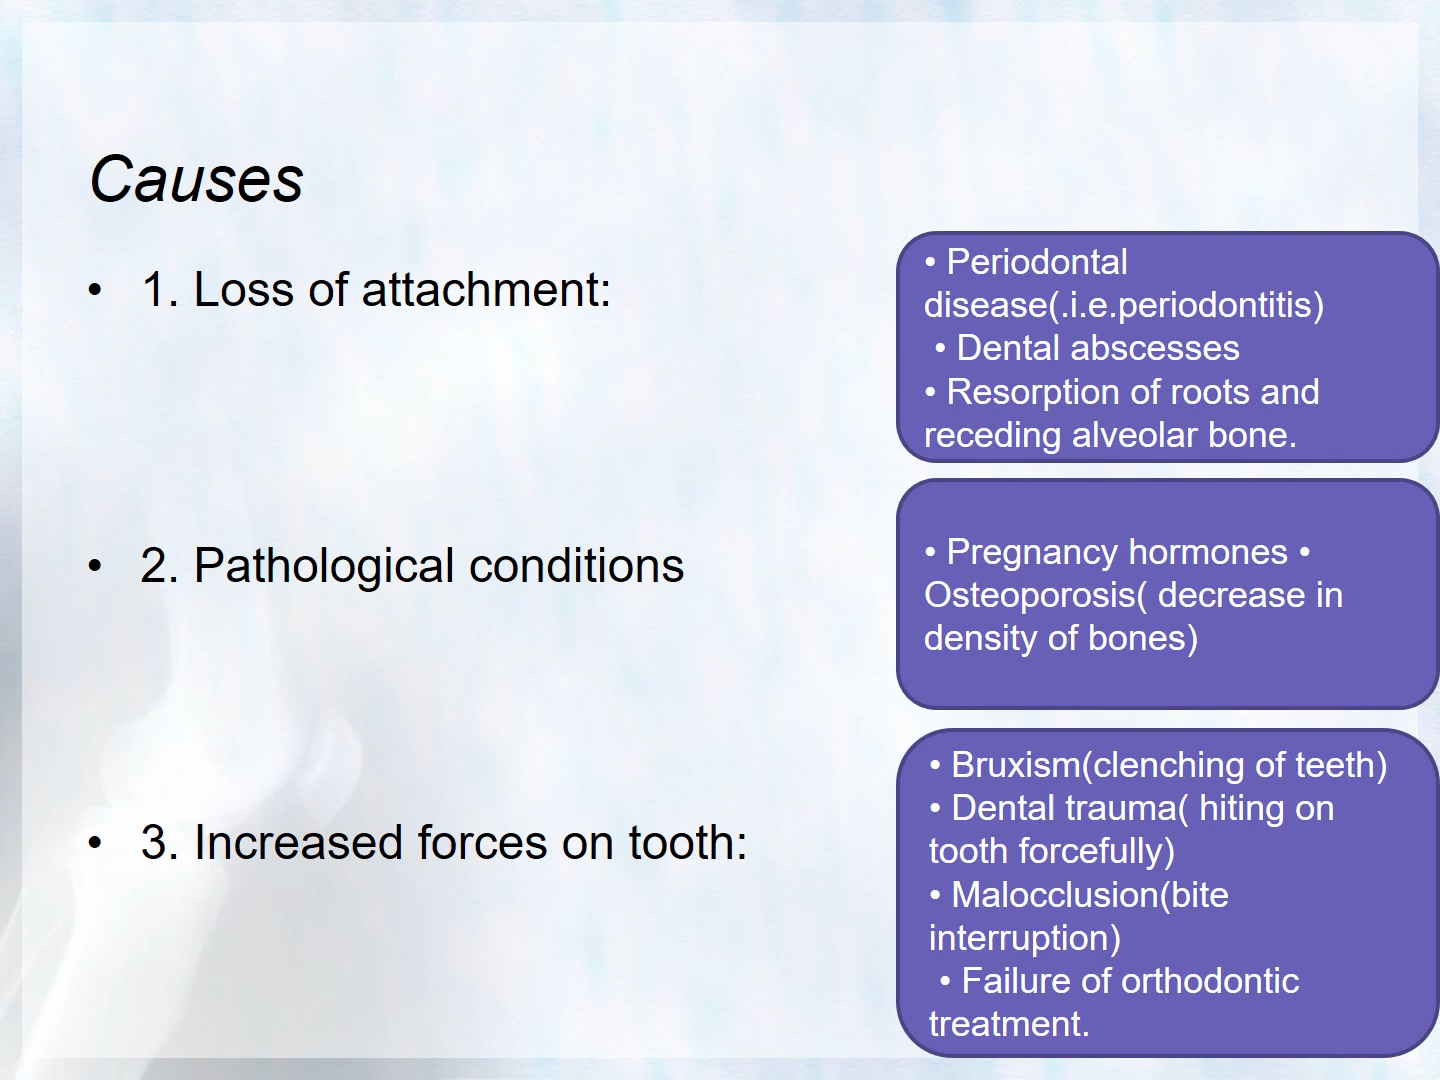 Causes
• 1. Loss of attachment:
• Periodontal
disease(.i.e.periodontitis)
• Dental abscesses
• Resorption of roots and
receding alveolar bone.
• 2. Pathological conditions
• Pregnancy hormones •
Osteoporosis( decrease in
density of bones)
• 3. Increased forces on tooth:
• Bruxism(clenching of teeth)
• Dental trauma( hiting on
tooth forcefully)
• Malocclusion(bite
interruption)
• Failure of orthodontic
treatment.